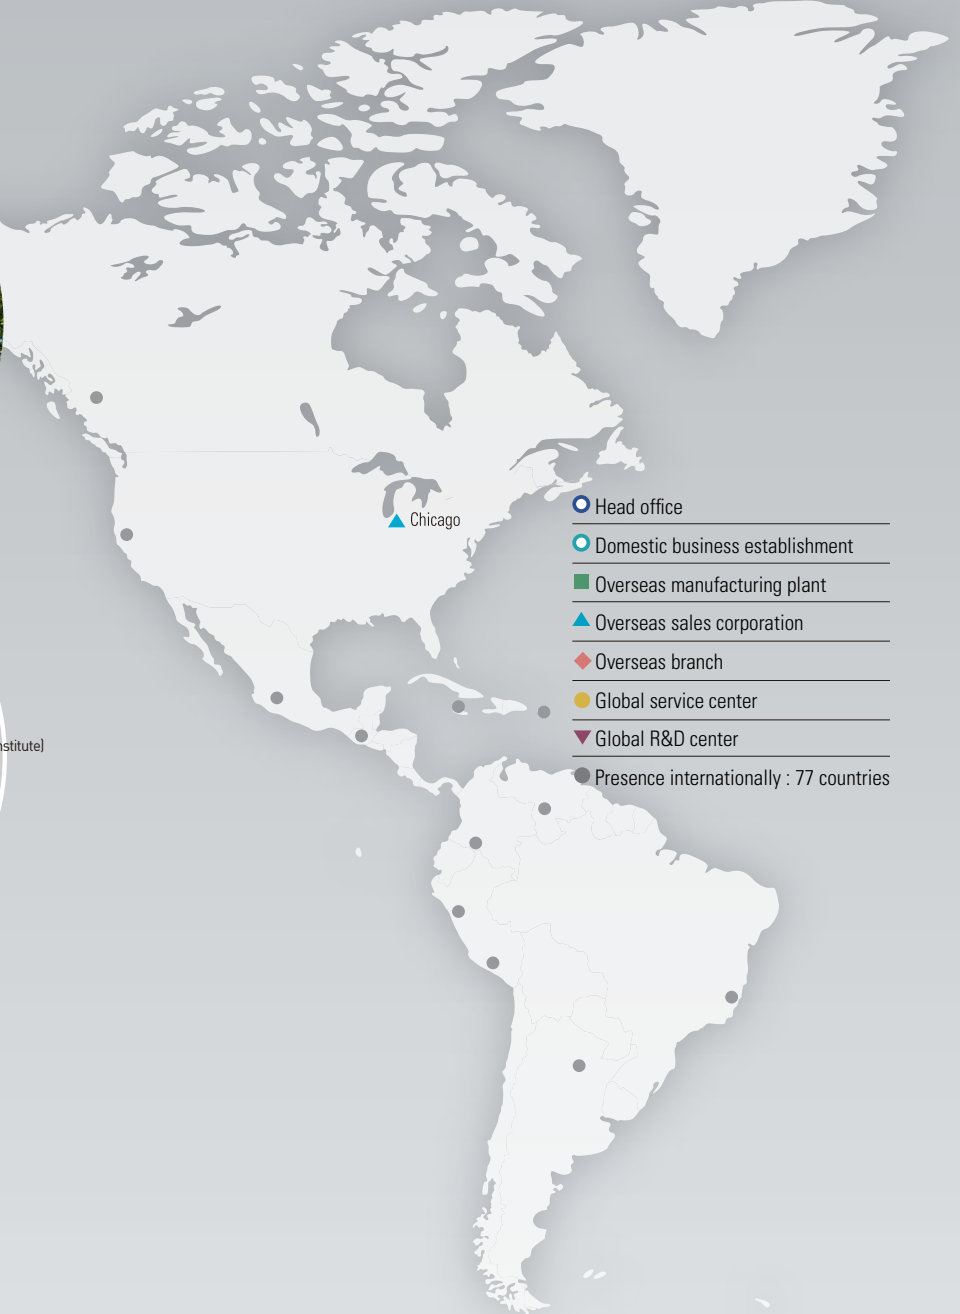 Chicago
Head office
Domestic business establishment
Overseas manufacturing plant
Overseas sales corporation
Overseas branch
Global service center
Global R&D center
nstitute)
Presence internationally : 77 countries